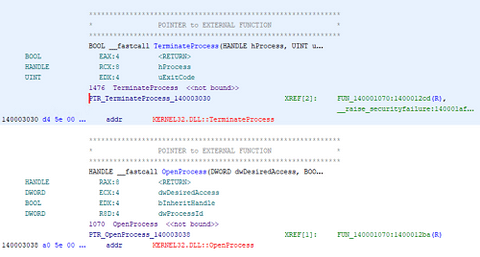 ************************************************************
* POINTER to EXTERNAL FUNCTION *
************************************************************
BOOL __fastcall TerminateProcess(HANDLE hProcess, UINT u...
BOOL EAX:4 <RETURN>
HANDLE RCX:8 hProcess
UINT EDX:4 uExitCode
1476 TerminateProcess <<not bound>>
PTR_TerminateProcess_140003030 XREF[2]: FUN_140001070:1400012cd(R),
__raise_securityfailure:140001af...
140003030 d4 5e 00 ... addr KERNEL32.DLL::TerminateProcess
************************************************************
* POINTER to EXTERNAL FUNCTION *
************************************************************
HANDLE __fastcall OpenProcess(DWORD dwDesiredAccess, BOO...
HANDLE RAX:8 <RETURN>
DWORD ECX:4 dwDesiredAccess
BOOL EDX:4 bInheritHandle
DWORD R8D:4 dwProcessId
1070 OpenProcess <<not bound>>
PTR_OpenProcess_140003038 XREF[1]: FUN_140001070:1400012ba(R)
140003038 a0 5e 00 ... addr KERNEL32.DLL::OpenProcess